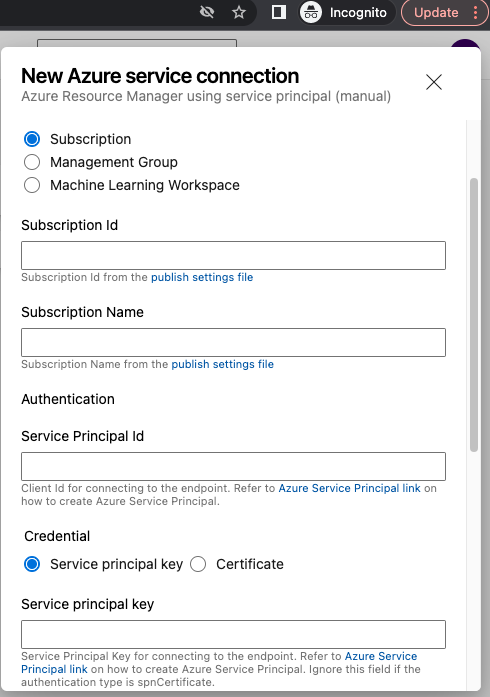 Incognito
Update
New Azure service connection
Azure Resource Manager using service principal (manual)
Subscription
Management Group
Machine Learning Workspace
Subscription Id
Subscription Id from the publish settings file
Subscription Name
Subscription Name from the publish settings file
Authentication
Service Principal Id
Client Id for connecting to the endpoint. Refer to Azure Service Principal link on
how to create Azure Service Principal.
Credential
Service principal key
Certificate
Service principal key
Service Principal Key for connecting to the endpoint. Refer to Azure Service
Principal link on how to create Azure Service Principal. Ignore this field if the
authentication type is spnCertificate.